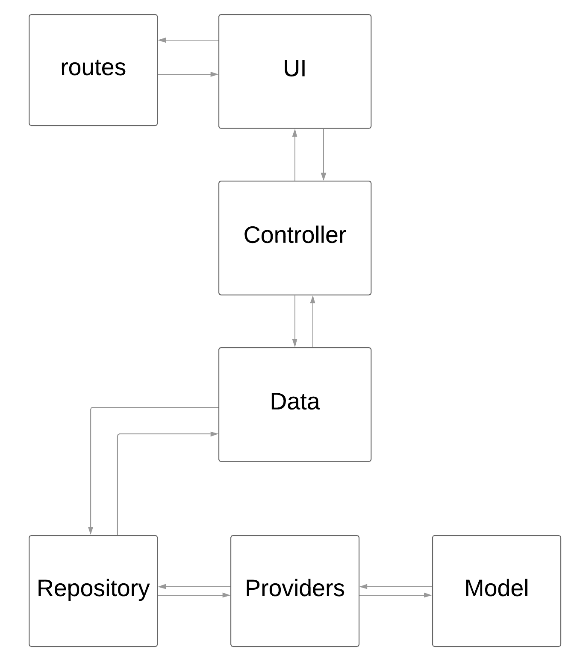 routes
UI
Controller
Data
Repository
Providers
Model